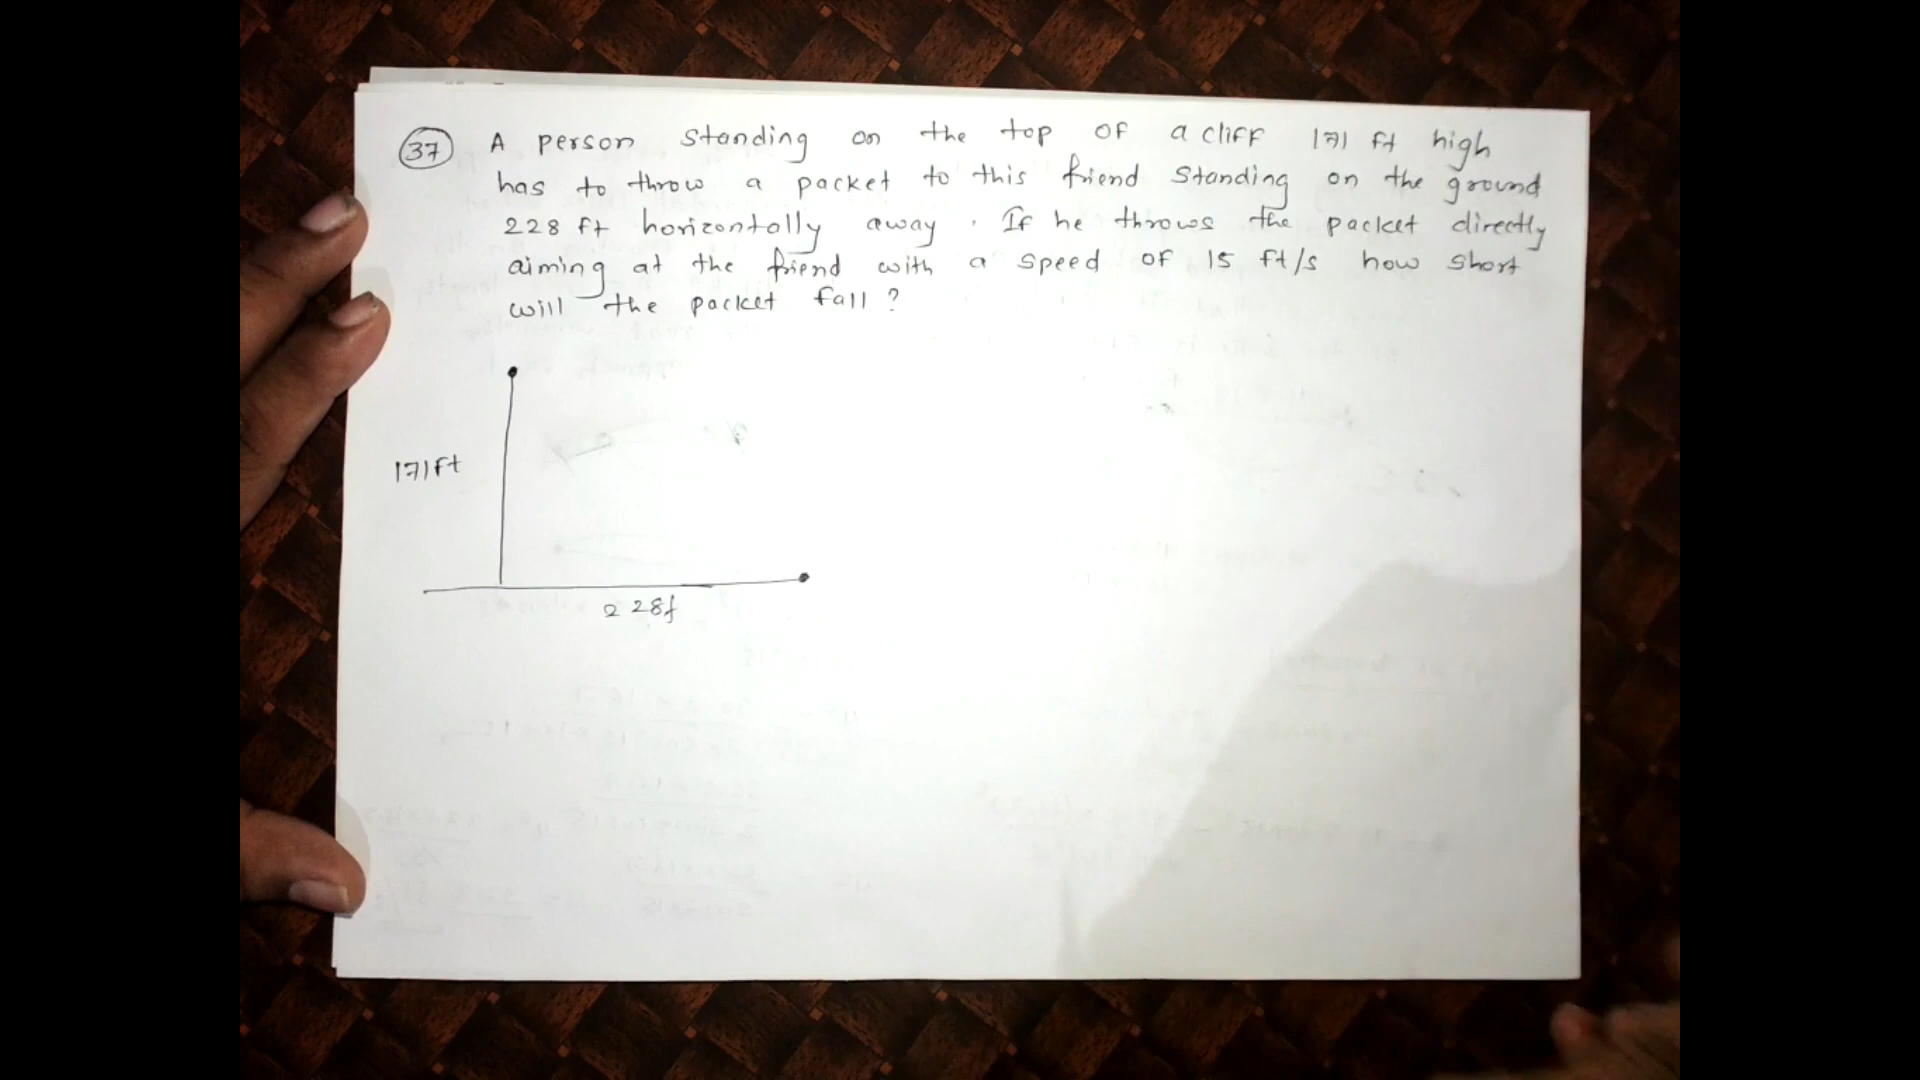 37 A person standing on the top of a cliff 171 ft high
has to throw a packet to this friend standing on the ground
228 ft horizontally away. If he throws the packet directly
aiming at the friend with a speed of 15 ft/s how short
will the packet fall?
171ft
228f